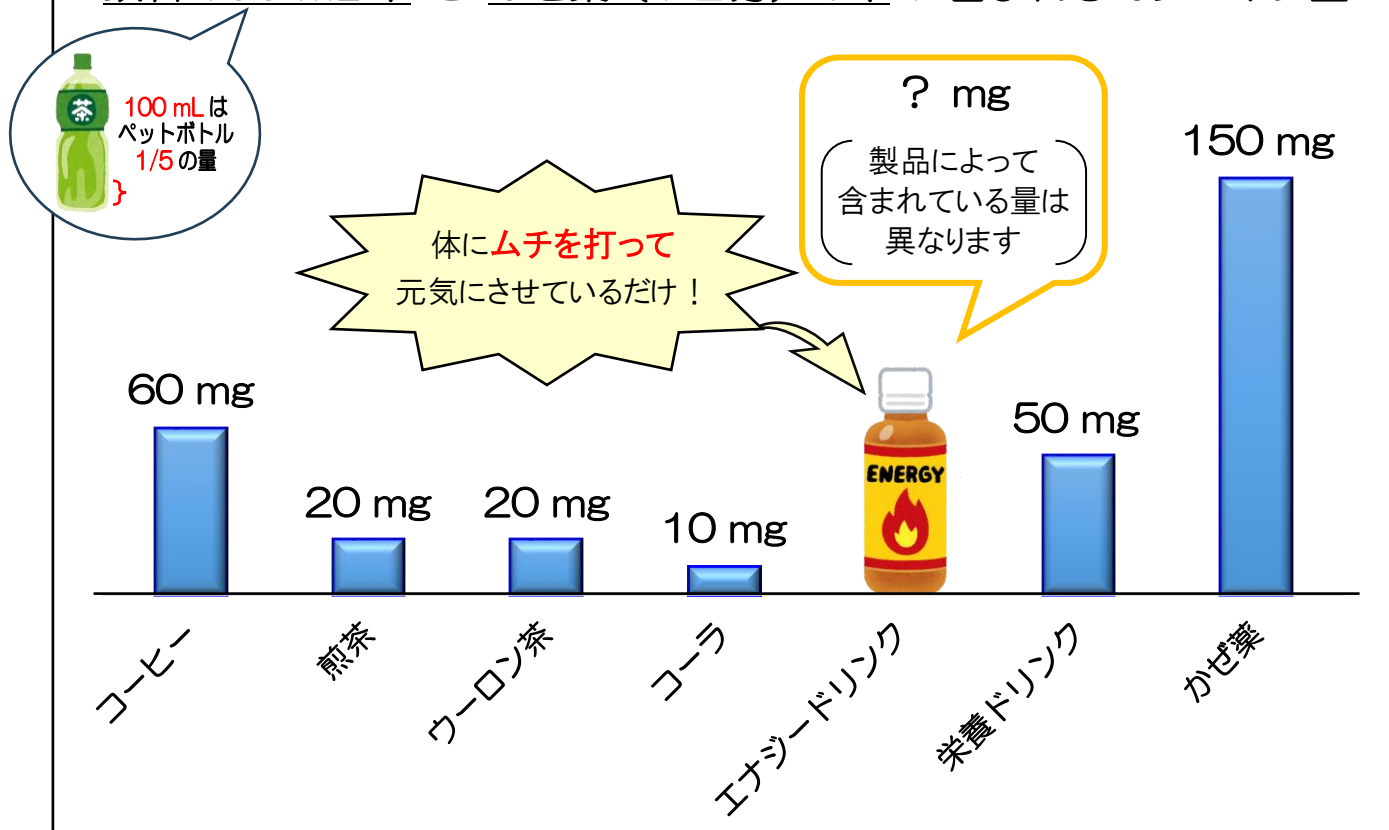 茶
100 mLは
ペットボトル
1/5の量
? mg
製品によって
含まれている量は
異なります
体にムチを打って
元気にさせているだけ！
150 mg
60 mg
20 mg
20 mg
10 mg
ENERGY
50 mg
コーヒー
煎茶
ウーロン茶
コーラ
エナジードリンク
栄養ドリンク
かぜ薬